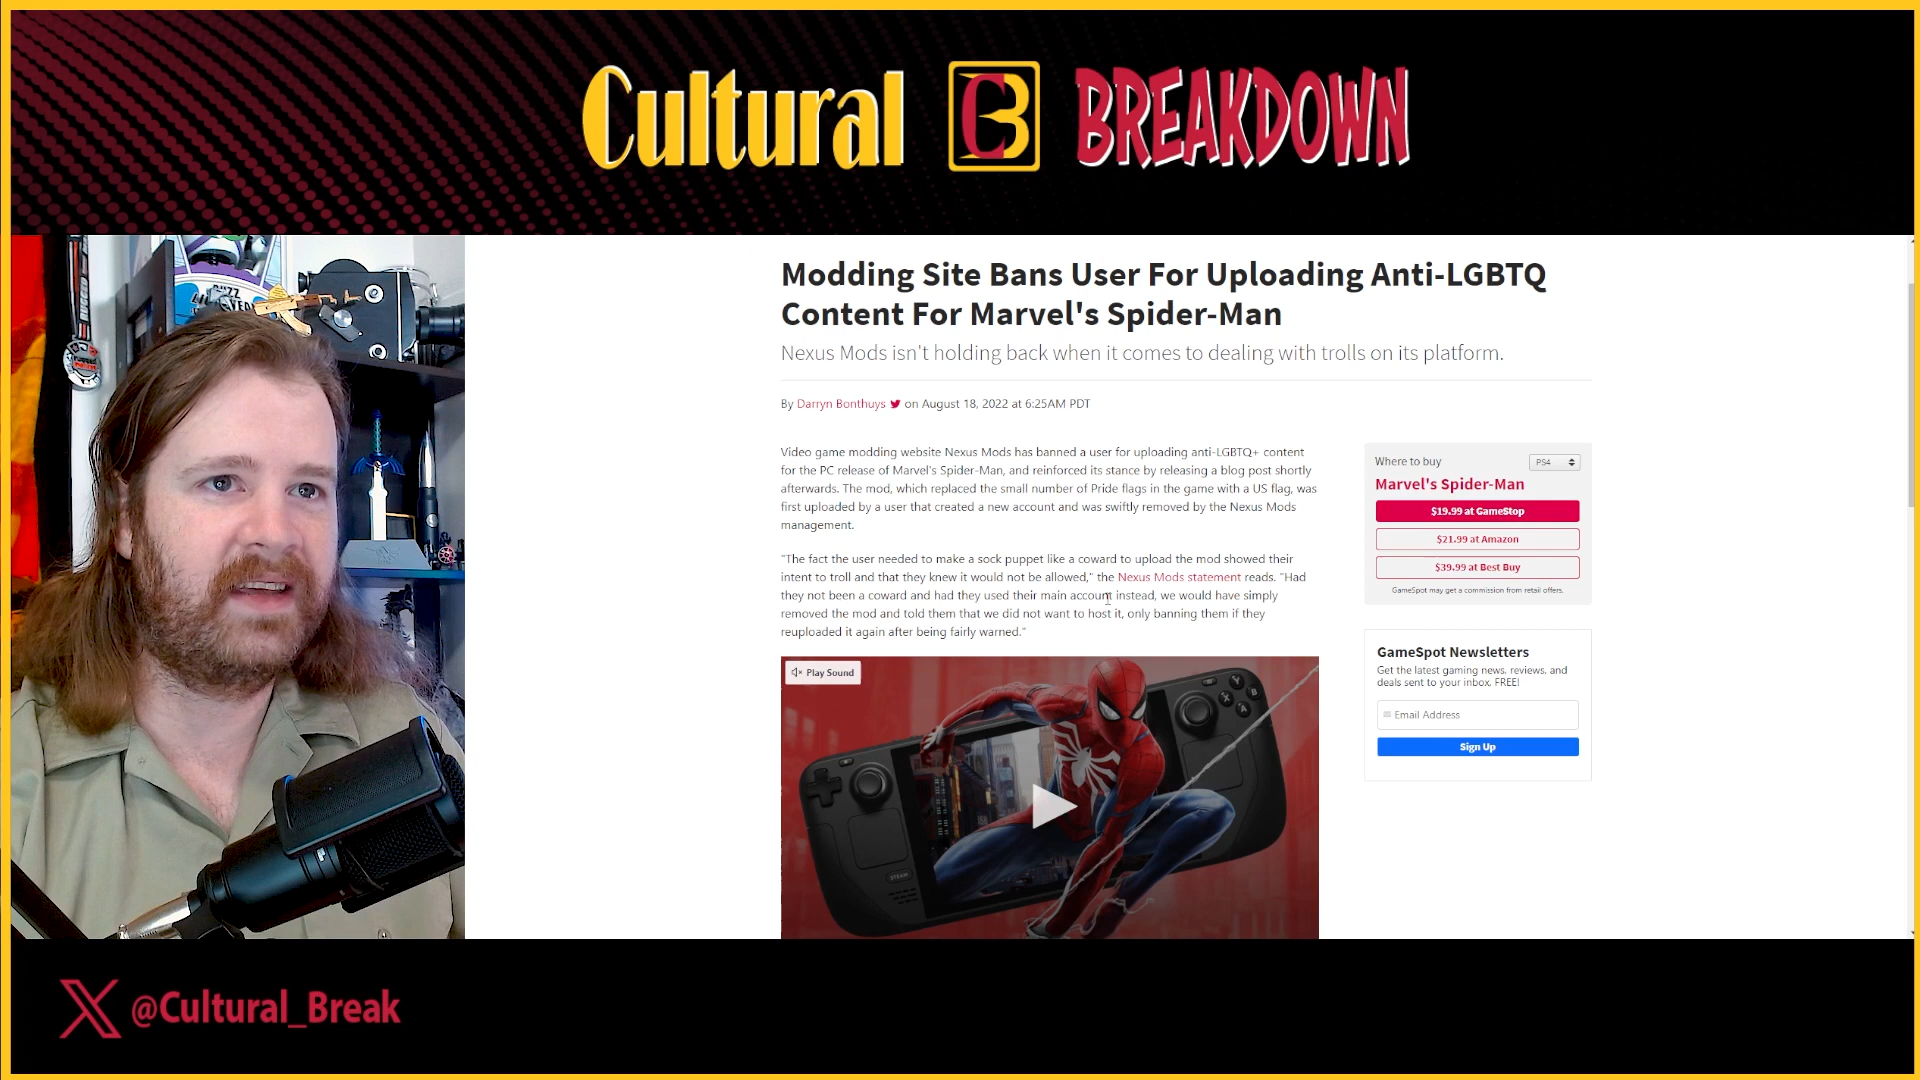 Cultural CB BREAKDOWN
BUZZ
Modding Site Bans User For Uploading Anti-LGBTQ
Content For Marvel's Spider-Man
Nexus Mods isn't holding back when it comes to dealing with trolls on its platform.
By Darryn Bonthuys on August 18, 2022 at 6:25AM PDT
Video game modding website Nexus Mods has banned a user for uploading anti-LGBTQ+ content
for the PC release of Marvel's Spider-Man, and reinforced its stance by releasing a blog post shortly
afterwards. The mod, which replaced the small number of Pride flags in the game with a US flag, was
first uploaded by a user that created a new account and was swiftly removed by the Nexus Mods
management.
"The fact the user needed to make a sock puppet like a coward to upload the mod showed their
intent to troll and that they knew it would not be allowed," the Nexus Mods statement reads. "Had
they not been a coward and had they used their main account instead, we would have simply
removed the mod and told them that we did not want to host it, only banning them if they
reuploaded it again after being fairly warned."
Play Sound
Y
X B
A
STEAM
Where to buy PS4
Marvel's Spider-Man
$19.99 at GameStop
$21.99 at Amazon
$39.99 at Best Buy
GameSpot may get a commission from retail offers.
GameSpot Newsletters
Get the latest gaming news, reviews, and
deals sent to your inbox. FREE!
Email Address
Sign Up
X @Cultural_Break